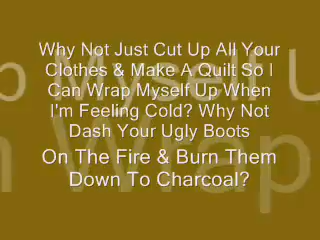 Why Not Just Cut Up All Your
Clothes & Make A Quilt So I
Can Wrap Myself Up When
I'm Feeling Cold? Why Not
Dash Your Ugly Boots
On The Fire & Burn Them
Down To Charcoal?